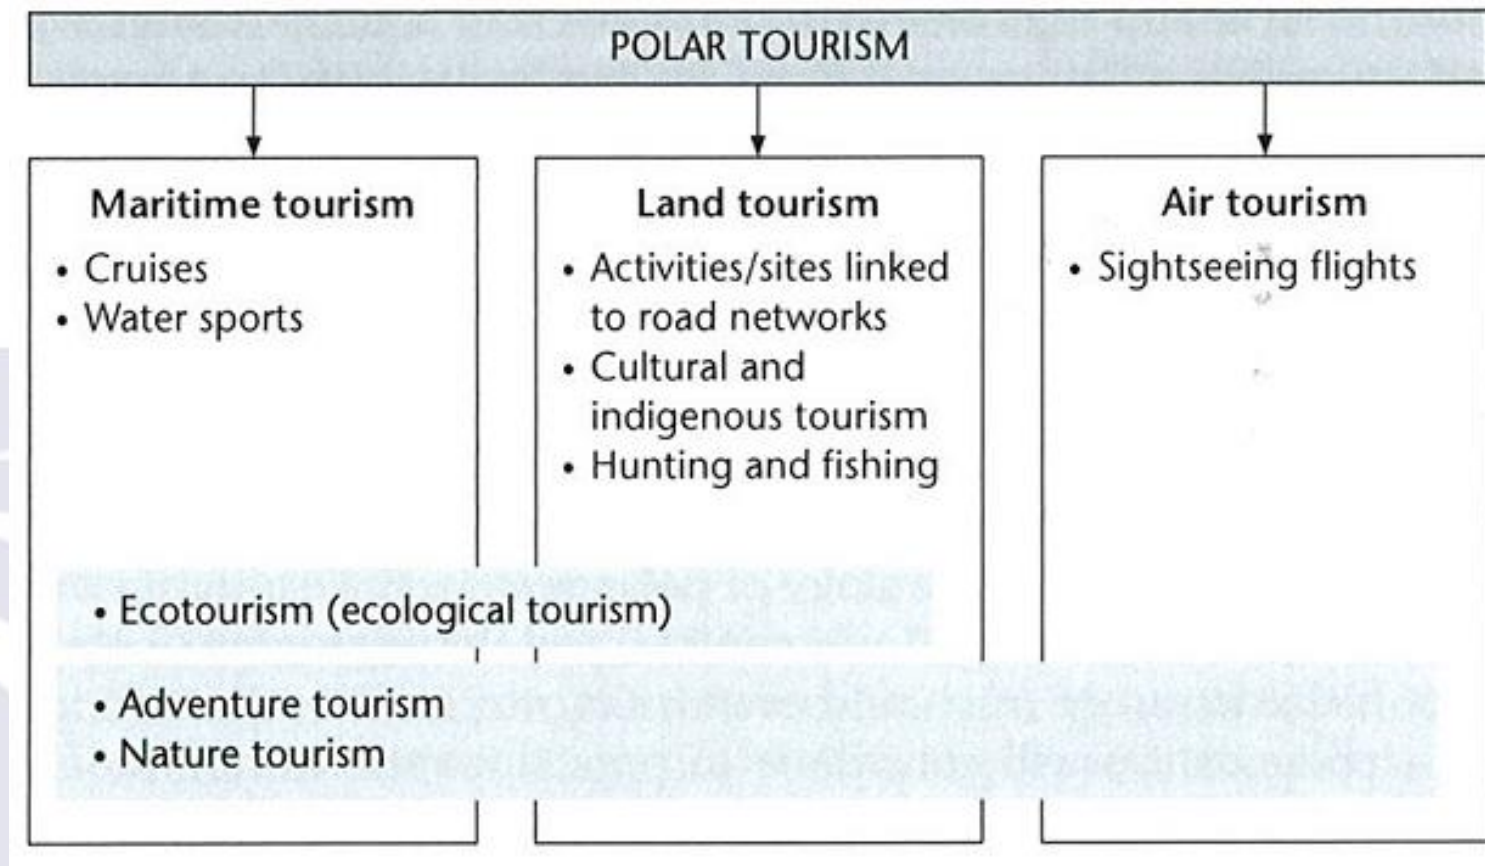 POLAR TOURISM
Maritime tourism
• Cruises
• Water sports
Land tourism
• Activities/sites linked
to road networks
• Cultural and
indigenous tourism
• Hunting and fishing
Air tourism
• Sightseeing flights
• Ecotourism (ecological tourism)
• Adventure tourism
• Nature tourism